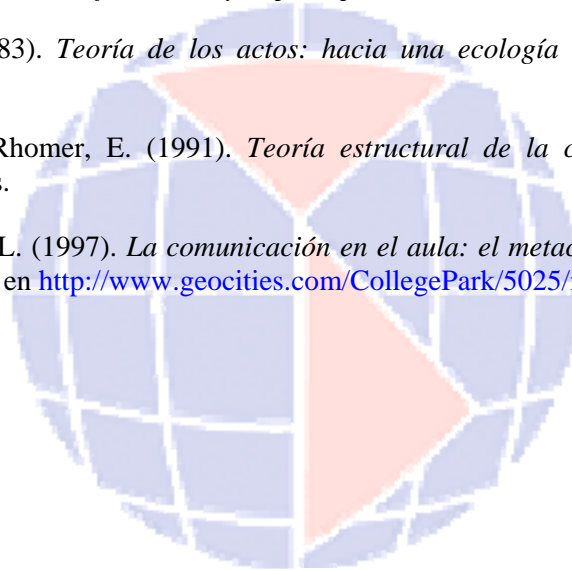 83). Teoría de los actos: hacia una ecología
Rhomer, E. (1991). Teoría estructural de la c
s.
L. (1997). La comunicación en el aula: el meta
en http://www.geocities.com/CollegePark/5025/